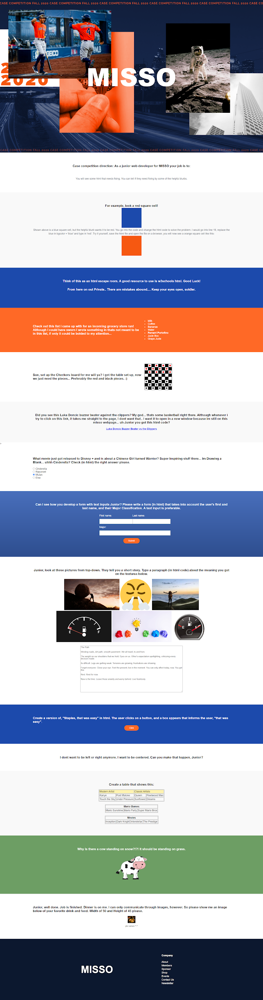 CASE COMPETITION FALL 2020 CASE COMPETITION FALL 2020 CASE COMPETITION FALL 2020 CASE COMPETITION FALL 2020 CASE COMPETITION FALL 2020 CASE CO
SPRINGER
4
GEICO
MLB
2
2020
MISSO
CASE COMPETITION FALL 2020 CASE COMPETITION FALL 2020 CASE COMPETITION FALL 2020 CASE COMPETITION FALL 2020 CASE COMPETITION FALL 2020 CASE CO
Case competition direction: As a junior web developer for MISSO your job is to:
You will see some html that needs fixing. You can tell if they need fixing by some of the helpful blurbs.
For example, look a red square cell!
Shown above is a blue square cell, but the helpful blurb wants it to be red. You go into the code and change the html code to solve the problem. I would go into line 19, replace the
blue in bgcolor = 'blue' and type in 'red'. Try it yourself, save the html file and open the file on a browser, you will now see a orange square cell like this:
Think of this as an html escape room. A good resource to use is w3schools html. Good Luck!
From here on out Private.. There are mistakes abound.... Keep your eyes open, soldier.
Check out this list I came up with for an incoming grocery store run!
Although I could have sworn I wrote something in thats not meant to be
in this list, if only it could be bolded to my attention...
Milk
Coffee
Bananas
Water
Ferrarri Portofino
Jucie Box
Grape Jucie
Son, set up the Checkers board for me will ya? I got the table set up, now
we just need the pieces... Preferably the red and black pieces. :)
Did you see this Luka Doncic buzzer beater against the clippers? My god... thats some basketball right there. Although whenever i
try to click on this link, it takes me straight to the page, I dont want that.. I want it to open in a new window because im still on this
misso webpage... uh Junior you got this html code?
Luka Doncic Buzzer Beater vs the Clippers
>
What movie just got released to Disney + and is about a Chinese Girl turned Warrior? Super Inspiring stuff there... Im Drawing a
Blank... uhhh Cinderella? Check (in html) the right answer please.
Cinderella
Rapunzel
Mulan
Elsa
Can I see how you develop a form with text inputs Junior? Please write a form (in html) that takes into account the user's first and
last name, and their Major Classification. A text input is preferable.
First name: Last name:
Major:
Submit
Junior, look at these pictures from top-down. They tell you a short story. Type a paragraph (in html code) about the meaning you got
on the textarea below.
E F
E E
The Path
Winding roads, dirt path, smooth pavement. We all travel, to and from.
The weight on our shoulders that we hold. Eyes on us. Other's expectation spotlighting, criticizing every
decision made.
Its difficult. Legs are getting weak. Tensions are growing, frustrations are showing.
Forget everyone. Close your eye. Feel the present, live in the moment. You can only affect today, now. You got
this.
Rest. Rest for now
Now is the time. Leave those anxiety and worry behind. Live fearlessly
Create a version of, "Staples, that was easy" in html. The user clicks on a button, and a box appears that informs the user, "that was
easy".
Click
I dont want to be left or right anymore. I want to be centered. Can you make that happen, Junior?
Create a table that shows this:
Modern Artist Classic Artists
Kanye Post Malone Queen Fleetwood Mac
Touch the Sky Under Pressure Sunflower Dreams
Mario Games
Mario Sunshine Mario Party Super Mario Bros
Movies
Inception Dark Knight Interstellar The Prestige
Why is there a cow standing on snow?!?! It should be standing on grass.
Junior, well done. Job is finished. Dinner is on me. I can only communicate through Images, however. So please show me an image
below of your favorite drink and food. Width of 50 and Height of 45 please.
plz ramen ^.^
MISSO
Company
About
Members
Sponsor
Shop
Events
Contact Us
Newsletter